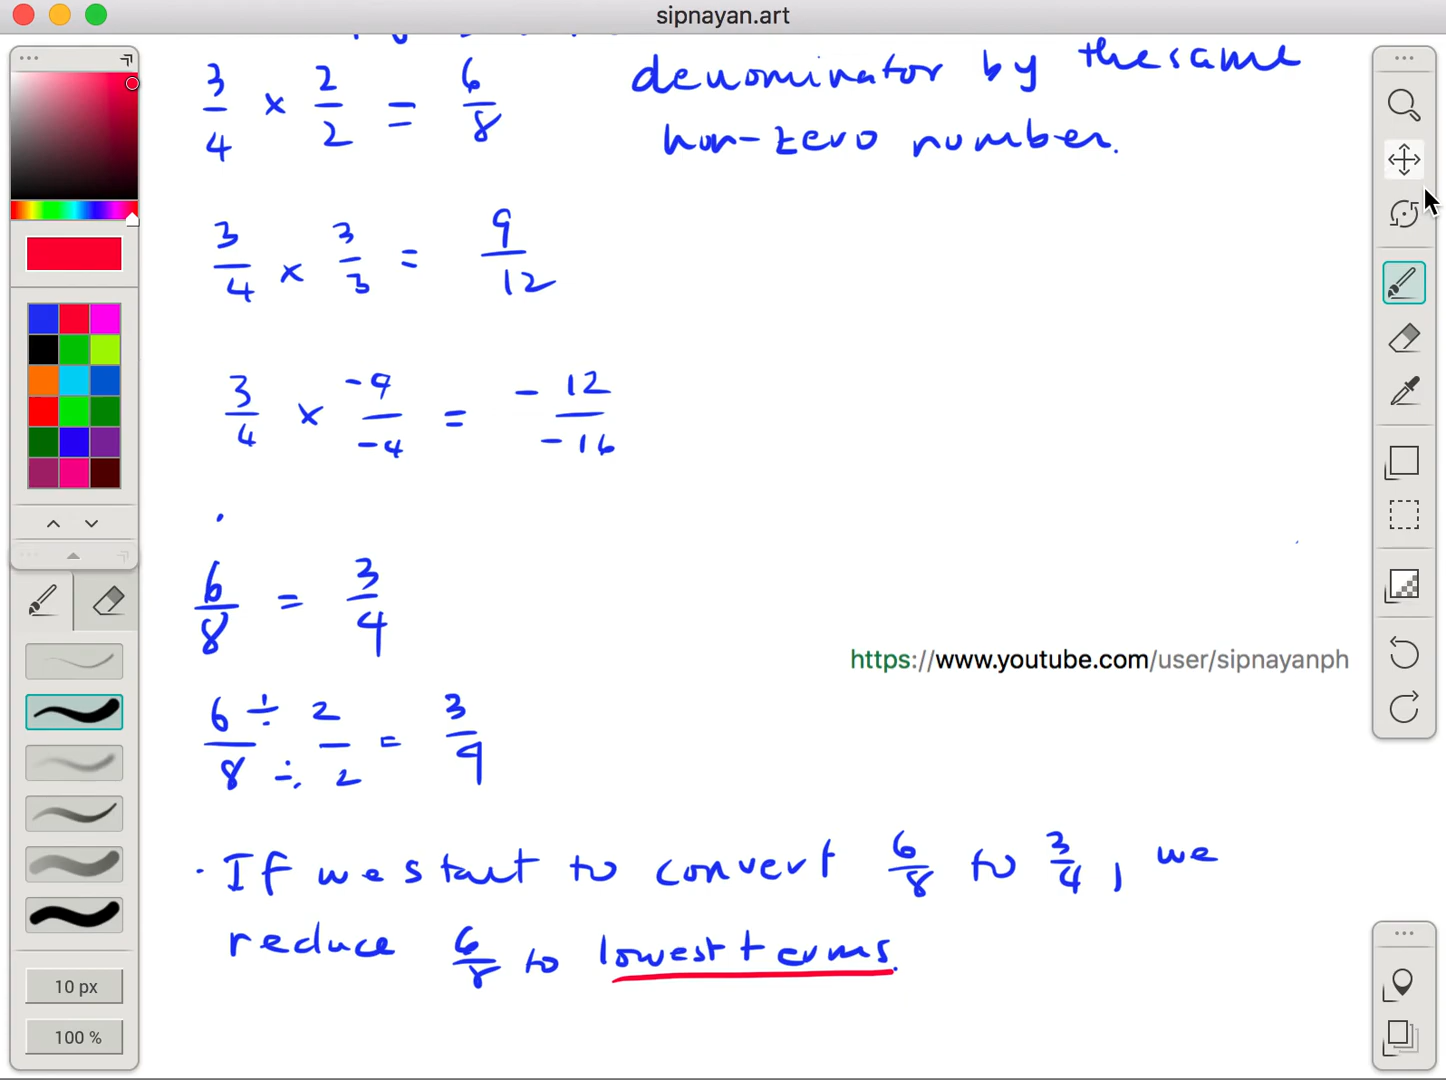 sipnayan.art
denominator by the same
non-zero number.
3/4 × 2/2 = 6/8
3/4 × 3/3 = 9/12
3/4 × -4/-4 = -12/-16
6/8 = 3/4
https://www.youtube.com/user/sipnayanph
6/8 ÷ 2/÷ 2 = 3/4
· If we start to convert 6/8 to 3/4, we
reduce 6/8 to lowest terms.
10 px
100 %